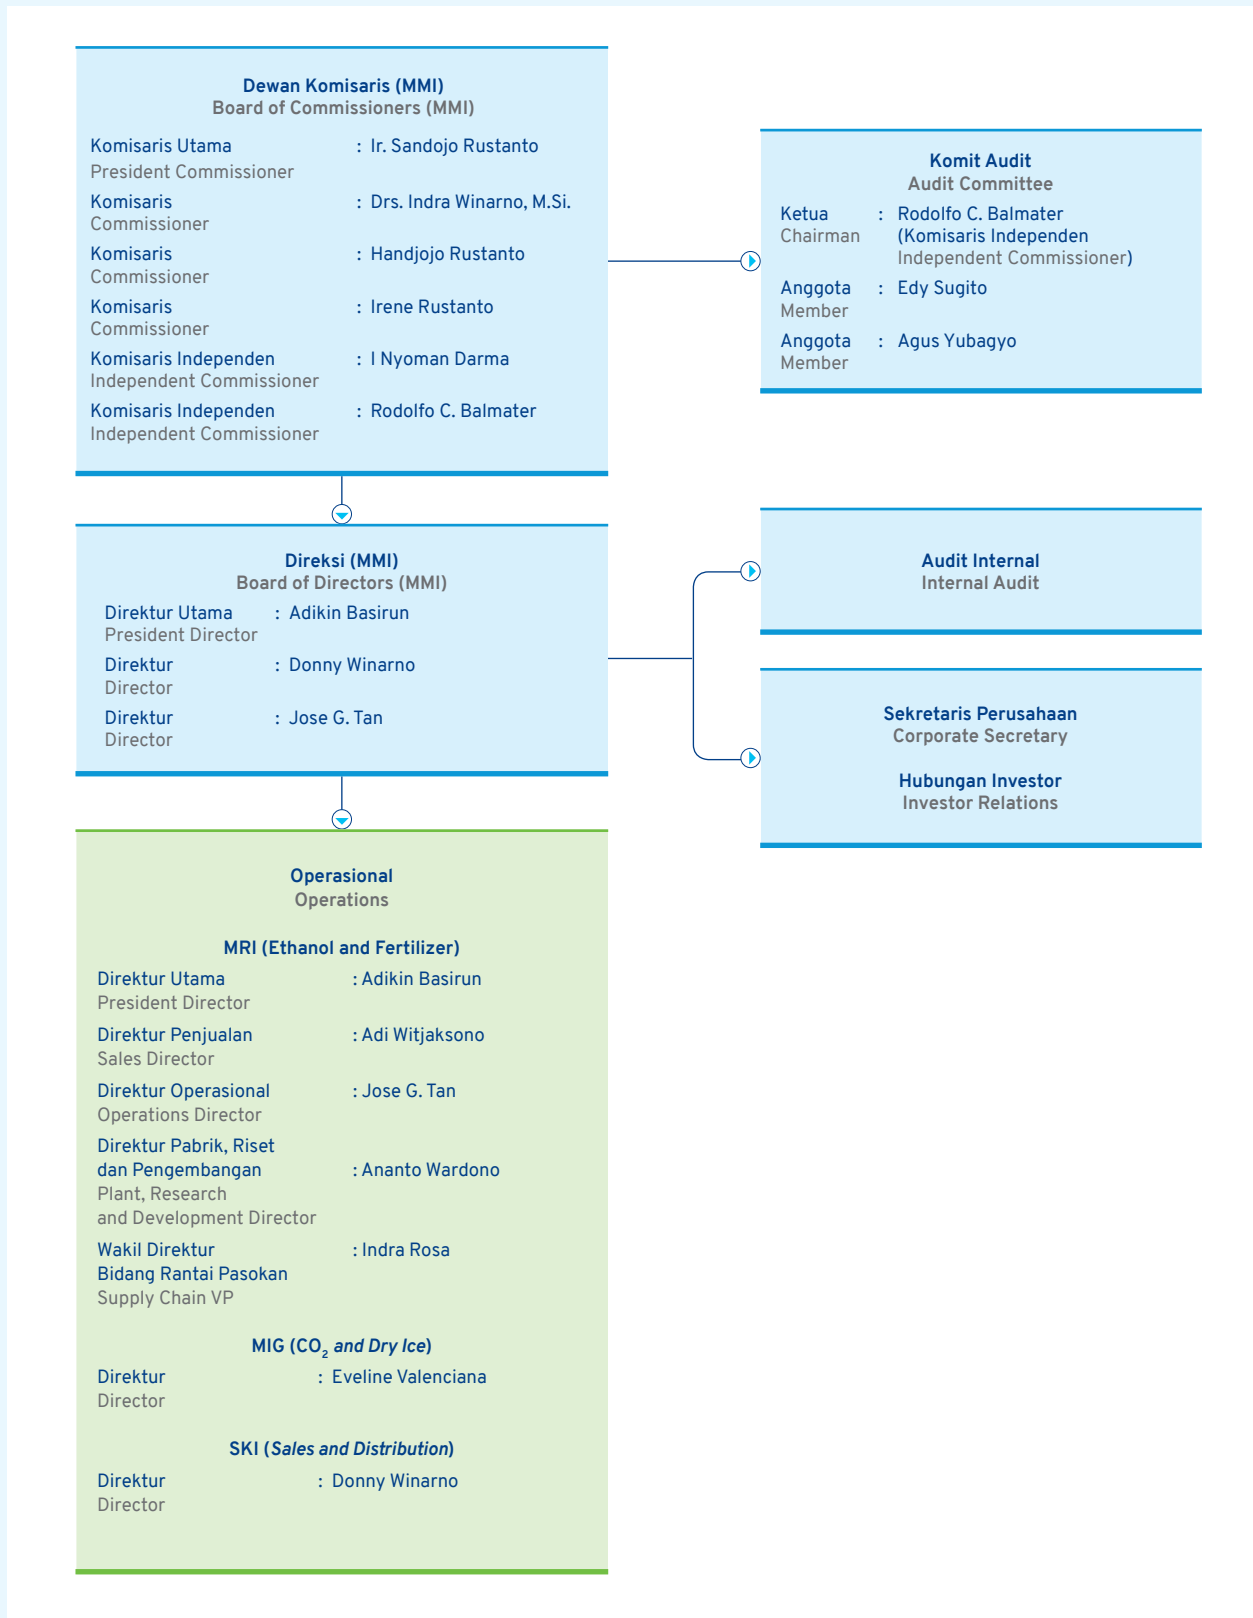 Dewan Komisaris (MMI)
Board of Commissioners (MMI)
Komisaris Utama : Ir. Sandojo Rustanto
President Commissioner
Komisaris : Drs. Indra Winarno, M.Si.
Commissioner
Komisaris : Handjojo Rustanto
Commissioner
Komisaris : Irene Rustanto
Commissioner
Komisaris Independen : I Nyoman Darma
Independent Commissioner
Komisaris Independen : Rodolfo C. Balmater
Independent Commissioner
Komit Audit
Audit Committee
Ketua : Rodolfo C. Balmater
Chairman (Komisaris Independen
Independent Commissioner)
Anggota : Edy Sugito
Member
Anggota : Agus Yubagyo
Member
Direksi (MMI)
Board of Directors (MMI)
Direktur Utama : Adikin Basirun
President Director
Direktur : Donny Winarno
Director
Direktur : Jose G. Tan
Director
Audit Internal
Internal Audit
Sekretaris Perusahaan
Corporate Secretary
Hubungan Investor
Investor Relations
Operasional
Operations
MRI (Ethanol and Fertilizer)
Direktur Utama : Adikin Basirun
President Director
Direktur Penjualan : Adi Witjaksono
Sales Director
Direktur Operasional : Jose G. Tan
Operations Director
Direktur Pabrik, Riset
dan Pengembangan : Ananto Wardono
Plant, Research
and Development Director
Wakil Direktur : Indra Rosa
Bidang Rantai Pasokan
Supply Chain VP
MIG (CO₂ and Dry Ice)
Direktur : Eveline Valenciana
Director
SKI (Sales and Distribution)
Direktur : Donny Winarno
Director